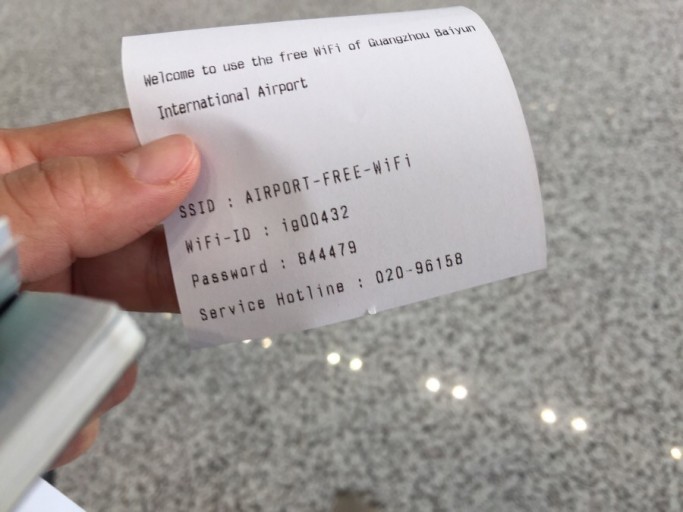 Welcome to use the free WiFi of Guangzhou Baiyun
International Airport
SSID : AIRPORT-FREE-WiFi
WiFi-ID : ig00432
Password : 844479
Service Hotline : 020-96158